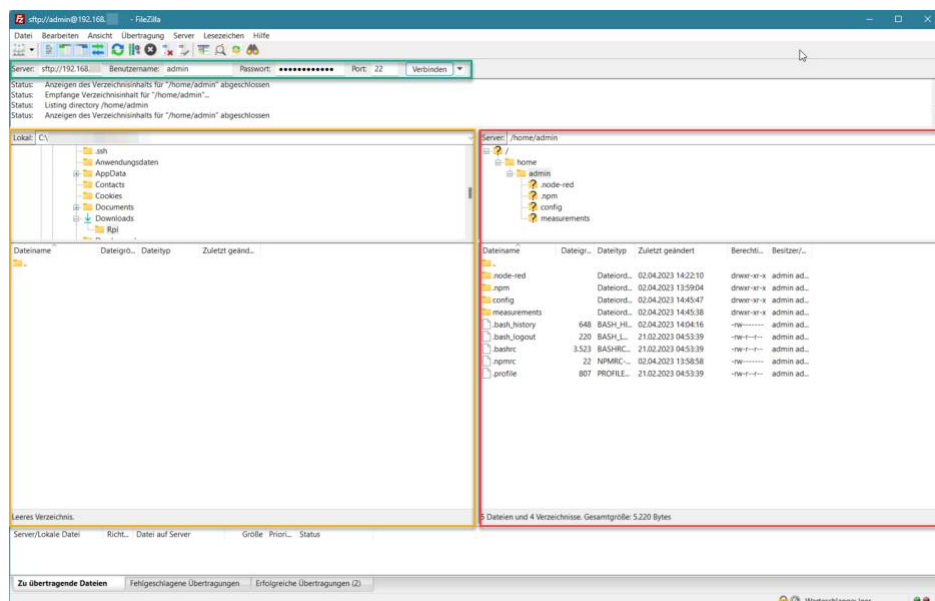 sftp://admin@192.168. - FileZilla
Datei Bearbeiten Ansicht Übertragung Server Lesezeichen Hilfe
Server: sftp://192.168. Benutzername: admin Passwort: ●●●●●●●●●●●● Port: 22 Verbinden
Status: Anzeigen des Verzeichnisinhalts für "/home/admin" abgeschlossen
Status: Empfange Verzeichnisinhalt für "/home/admin"...
Status: Listing directory /home/admin
Status: Anzeigen des Verzeichnisinhalts für "/home/admin" abgeschlossen
Lokal: C:\
.ssh
Anwendungsdaten
AppData
Contacts
Cookies
Documents
Downloads
Rpi
Dateiname Dateigrö... Dateityp Zuletzt geänd...
..
Leeres Verzeichnis.
Server: /home/admin
/
home
admin
.node-red
.npm
config
measurements
Dateiname Dateigr... Dateityp Zuletzt geändert Berechti... Besitzer/...
..
.node-red Dateiord... 02.04.2023 14:22:10 drwxr-xr-x admin ad...
.npm Dateiord... 02.04.2023 13:59:04 drwxr-xr-x admin ad...
config Dateiord... 02.04.2023 14:45:47 drwxr-xr-x admin ad...
measurements Dateiord... 02.04.2023 14:45:38 drwxr-xr-x admin ad...
.bash_history 648 BASH_HI... 02.04.2023 14:04:16 -rw------- admin ad...
.bash_logout 220 BASH_L... 21.02.2023 04:53:39 -rw-r--r-- admin ad...
.bashrc 3.523 BASHRC... 21.02.2023 04:53:39 -rw-r--r-- admin ad...
.npmrc 22 NPMRC-... 02.04.2023 13:58:58 -rw------- admin ad...
.profile 807 PROFILE... 21.02.2023 04:53:39 -rw-r--r-- admin ad...
5 Dateien und 4 Verzeichnisse. Gesamtgröße: 5.220 Bytes
Server/Lokale Datei Richt... Datei auf Server Größe Priori... Status
Zu übertragende Dateien Fehlgeschlagene Übertragungen Erfolgreiche Übertragungen (2)
Warteschlange: leer